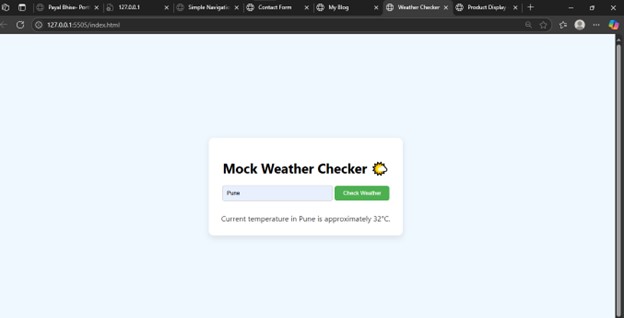 Payal Bhise- Port
127.0.0.1
Simple Navigatio
Contact Form
My Blog
Weather Checker
Product Display
127.0.0.1:5505/index.html
Mock Weather Checker
Pune
Check Weather
Current temperature in Pune is approximately 32°C.